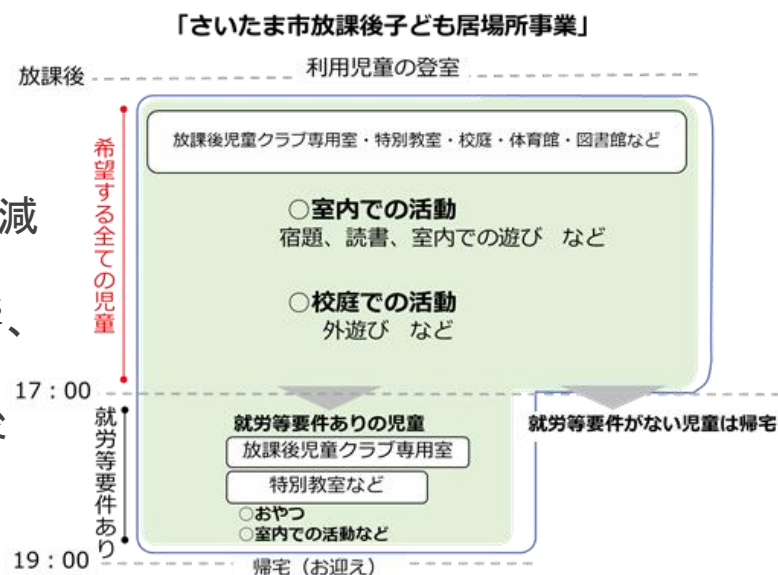 「さいたま市放課後子ども居場所事業」
放課後
利用児童の登室
希望する全ての児童
放課後児童クラブ専用室・特別教室・校庭・体育館・図書館など
○室内での活動
宿題、読書、室内での遊び など
○校庭での活動
外遊び など
減
、
17：00
就労等要件あり
就労等要件ありの児童
就労等要件がない児童は帰宅
放課後児童クラブ専用室
特別教室など
○おやつ
○室内での活動など
19：00
帰宅（お迎え）